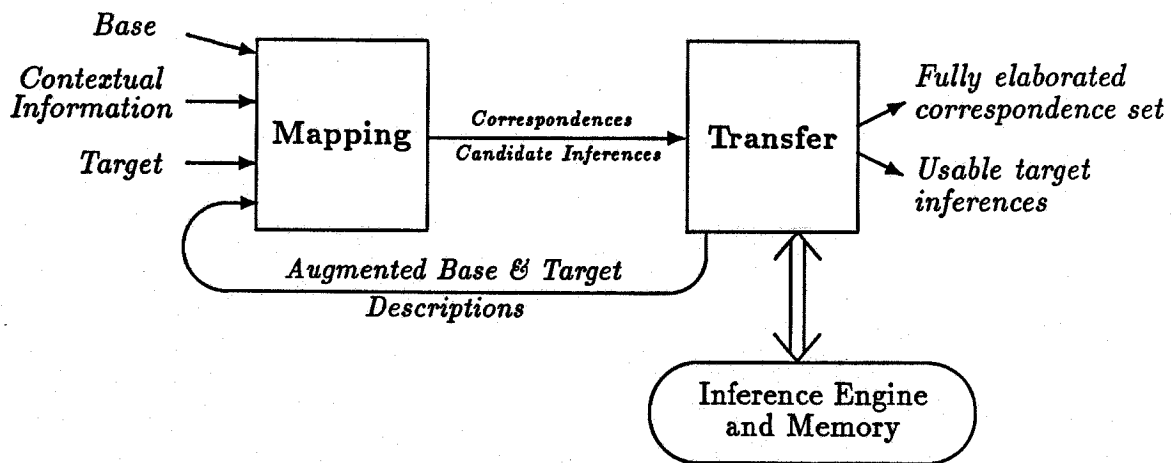 Base
Contextual
Information
Target
Mapping
Correspondences
Candidate Inferences
Transfer
Fully elaborated
correspondence set
Usable target
inferences
Augmented Base & Target
Descriptions
Inference Engine
and Memory